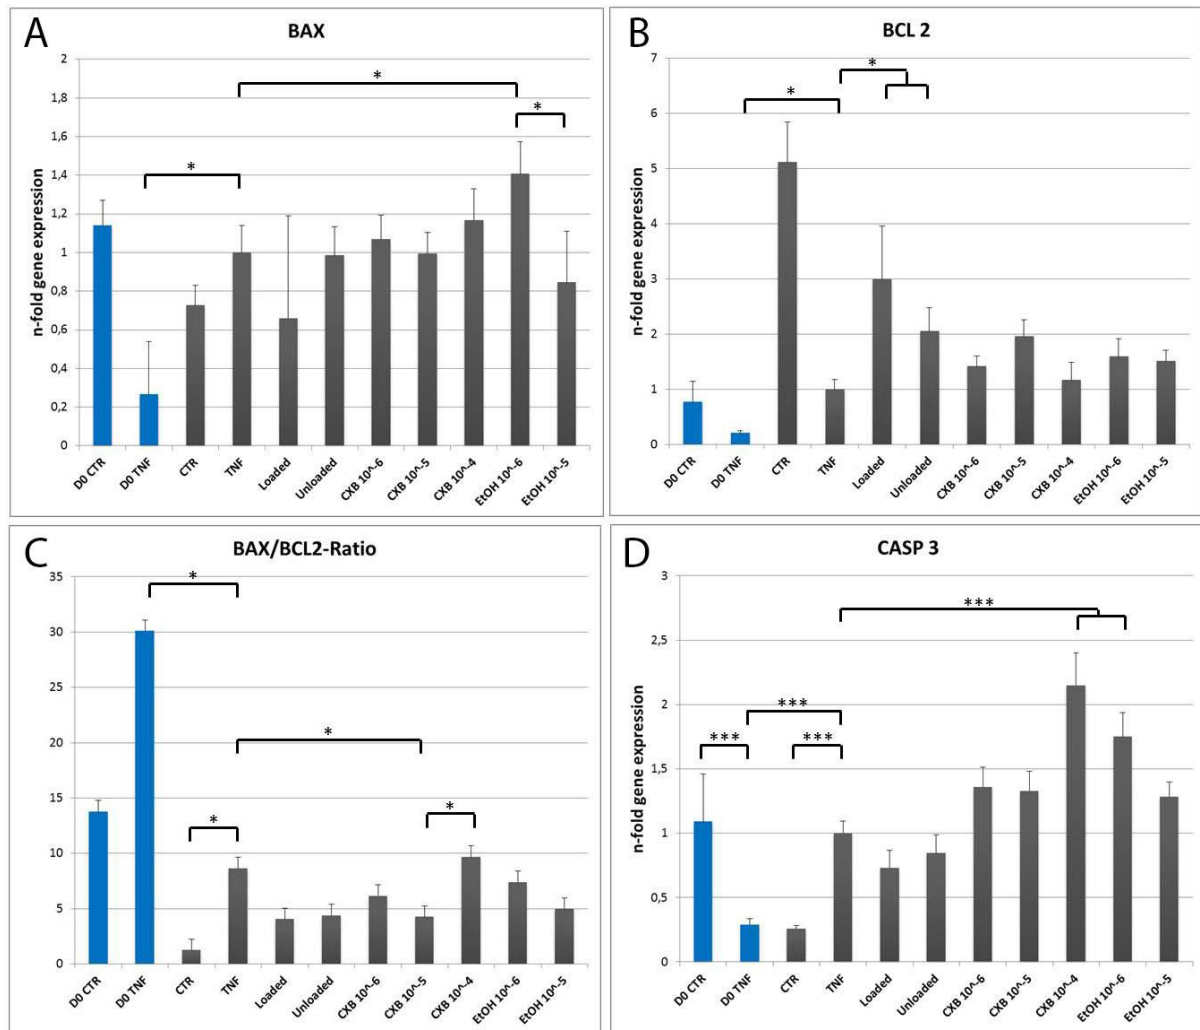 A
BAX
n-fold gene expression
2
1,8
1,6
1,4
1,2
1
0,8
0,6
0,4
0,2
0
*
*
*
D0 CTR
D0 TNF
CTR
TNF
Loaded
Unloaded
CXB 10^-6
CXB 10^-5
CXB 10^-4
EtOH 10^-6
EtOH 10^-5
B
BCL 2
n-fold gene expression
7
6
5
4
3
2
1
0
*
*
D0 CTR
D0 TNF
CTR
TNF
Loaded
Unloaded
CXB 10^-6
CXB 10^-5
CXB 10^-4
EtOH 10^-6
EtOH 10^-5
C
BAX/BCL2-Ratio
35
30
25
20
15
10
5
0
*
*
*
*
D0 CTR
D0 TNF
CTR
TNF
Loaded
Unloaded
CXB 10^-6
CXB 10^-5
CXB 10^-4
EtOH 10^-6
EtOH 10^-5
D
CASP 3
n-fold gene expression
3
2,5
2
1,5
1
0,5
0
***
***
***
***
D0 CTR
D0 TNF
CTR
TNF
Loaded
Unloaded
CXB 10^-6
CXB 10^-5
CXB 10^-4
EtOH 10^-6
EtOH 10^-5